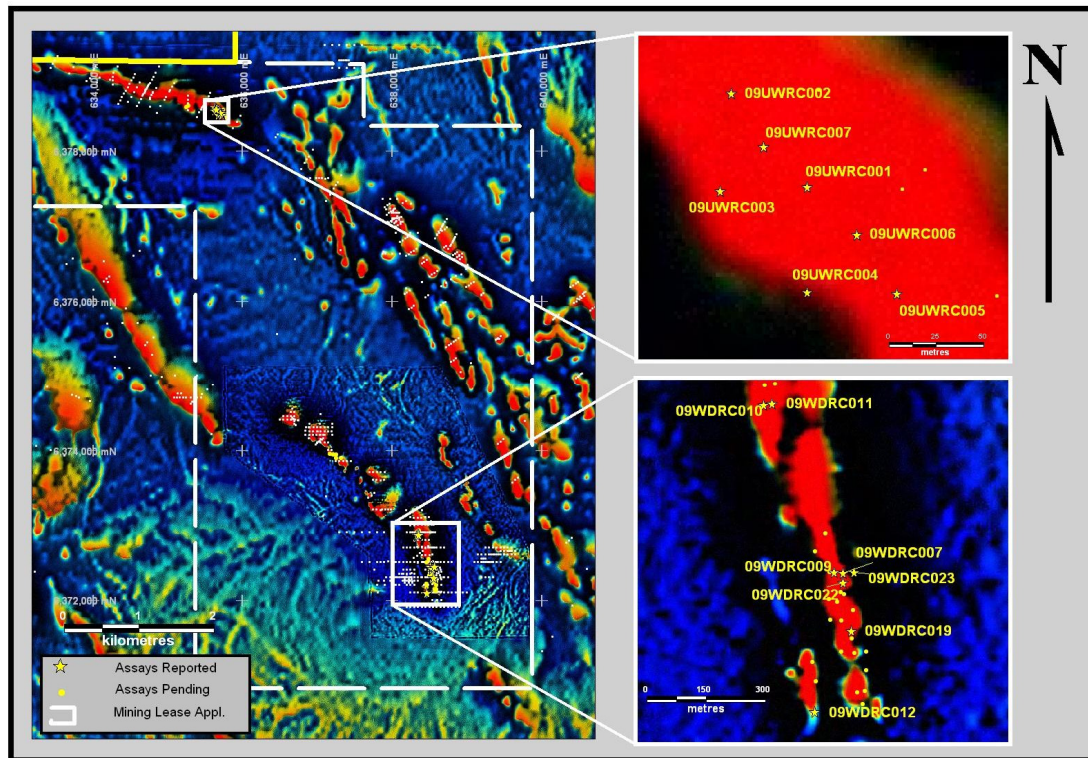 634,000 mE
636,000 mE
638,000 mE
640,000 mE
6,378,000 mN
6,376,000 mN
6,374,000 mN
6,372,000 mN
0 1 2
kilometres
Assays Reported
Assays Pending
Mining Lease Appl.
09UWRC002
09UWRC007
09UWRC001
09UWRC003
09UWRC006
09UWRC004
09UWRC005
0 25 50
metres
09WDRC010
09WDRC011
09WDRC007
09WDRC009
09WDRC023
09WDRC022
09WDRC019
0 150 300
metres
09WDRC012
N